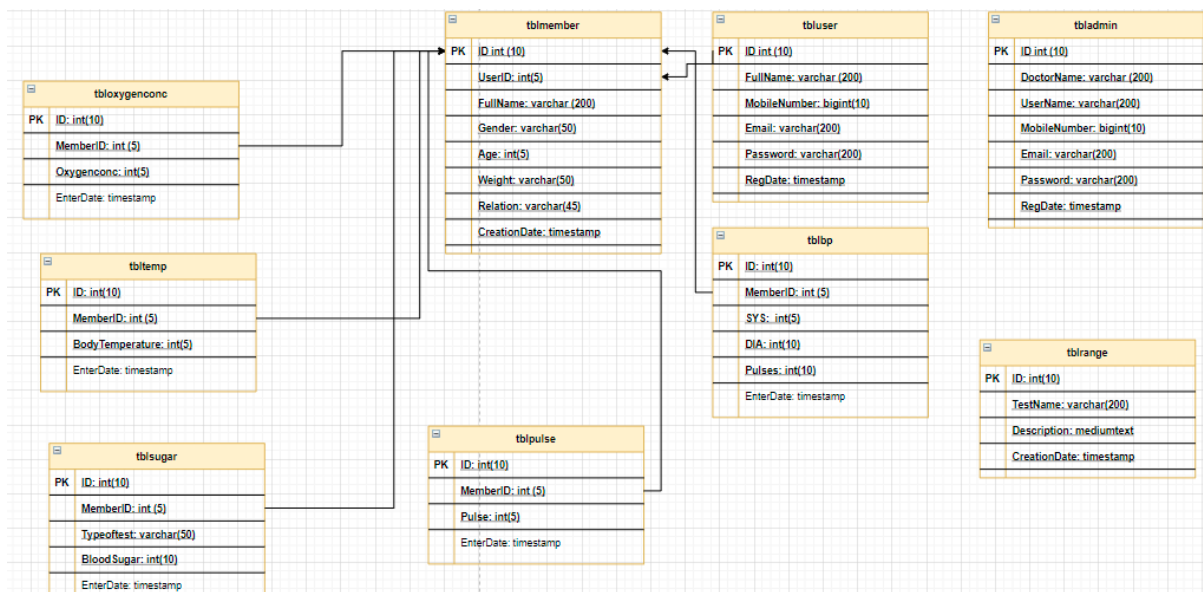 tblmember
PK ID int (10)
UserID: int(5)
FullName: varchar (200)
Gender: varchar(50)
Age: int(5)
Weight: varchar(50)
Relation: varchar(45)
CreationDate: timestamp
tbluser
PK ID int (10)
FullName: varchar (200)
MobileNumber: bigint(10)
Email: varchar(200)
Password: varchar(200)
RegDate: timestamp
tbladmin
PK ID int (10)
DoctorName: varchar (200)
UserName: varchar(200)
MobileNumber: bigint(10)
Email: varchar(200)
Password: varchar(200)
RegDate: timestamp
tbloxygenconc
PK ID: int(10)
MemberID: int (5)
Oxygenconc: int(5)
EnterDate: timestamp
tblbp
PK ID: int(10)
MemberID: int (5)
SYS: int(5)
DIA: int(10)
Pulses: int(10)
EnterDate: timestamp
tbltemp
PK ID: int(10)
MemberID: int (5)
BodyTemperature: int(5)
EnterDate: timestamp
tblrange
PK ID: int(10)
TestName: varchar(200)
Description: mediumtext
CreationDate: timestamp
tblsugar
PK ID: int(10)
MemberID: int (5)
Typeoftest: varchar(50)
BloodSugar: int(10)
EnterDate: timestamp
tblpulse
PK ID: int(10)
MemberID: int (5)
Pulse: int(5)
EnterDate: timestamp